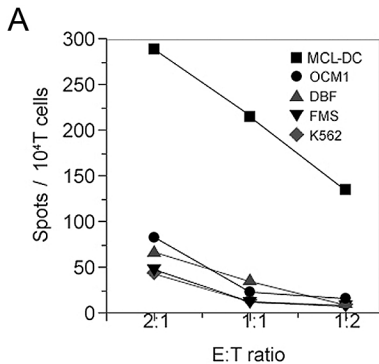 A
Spots / 10⁴T cells
300
250
200
150
100
50
0
MCL-DC
OCM1
DBF
FMS
K562
2:1 1:1 1:2
E:T ratio